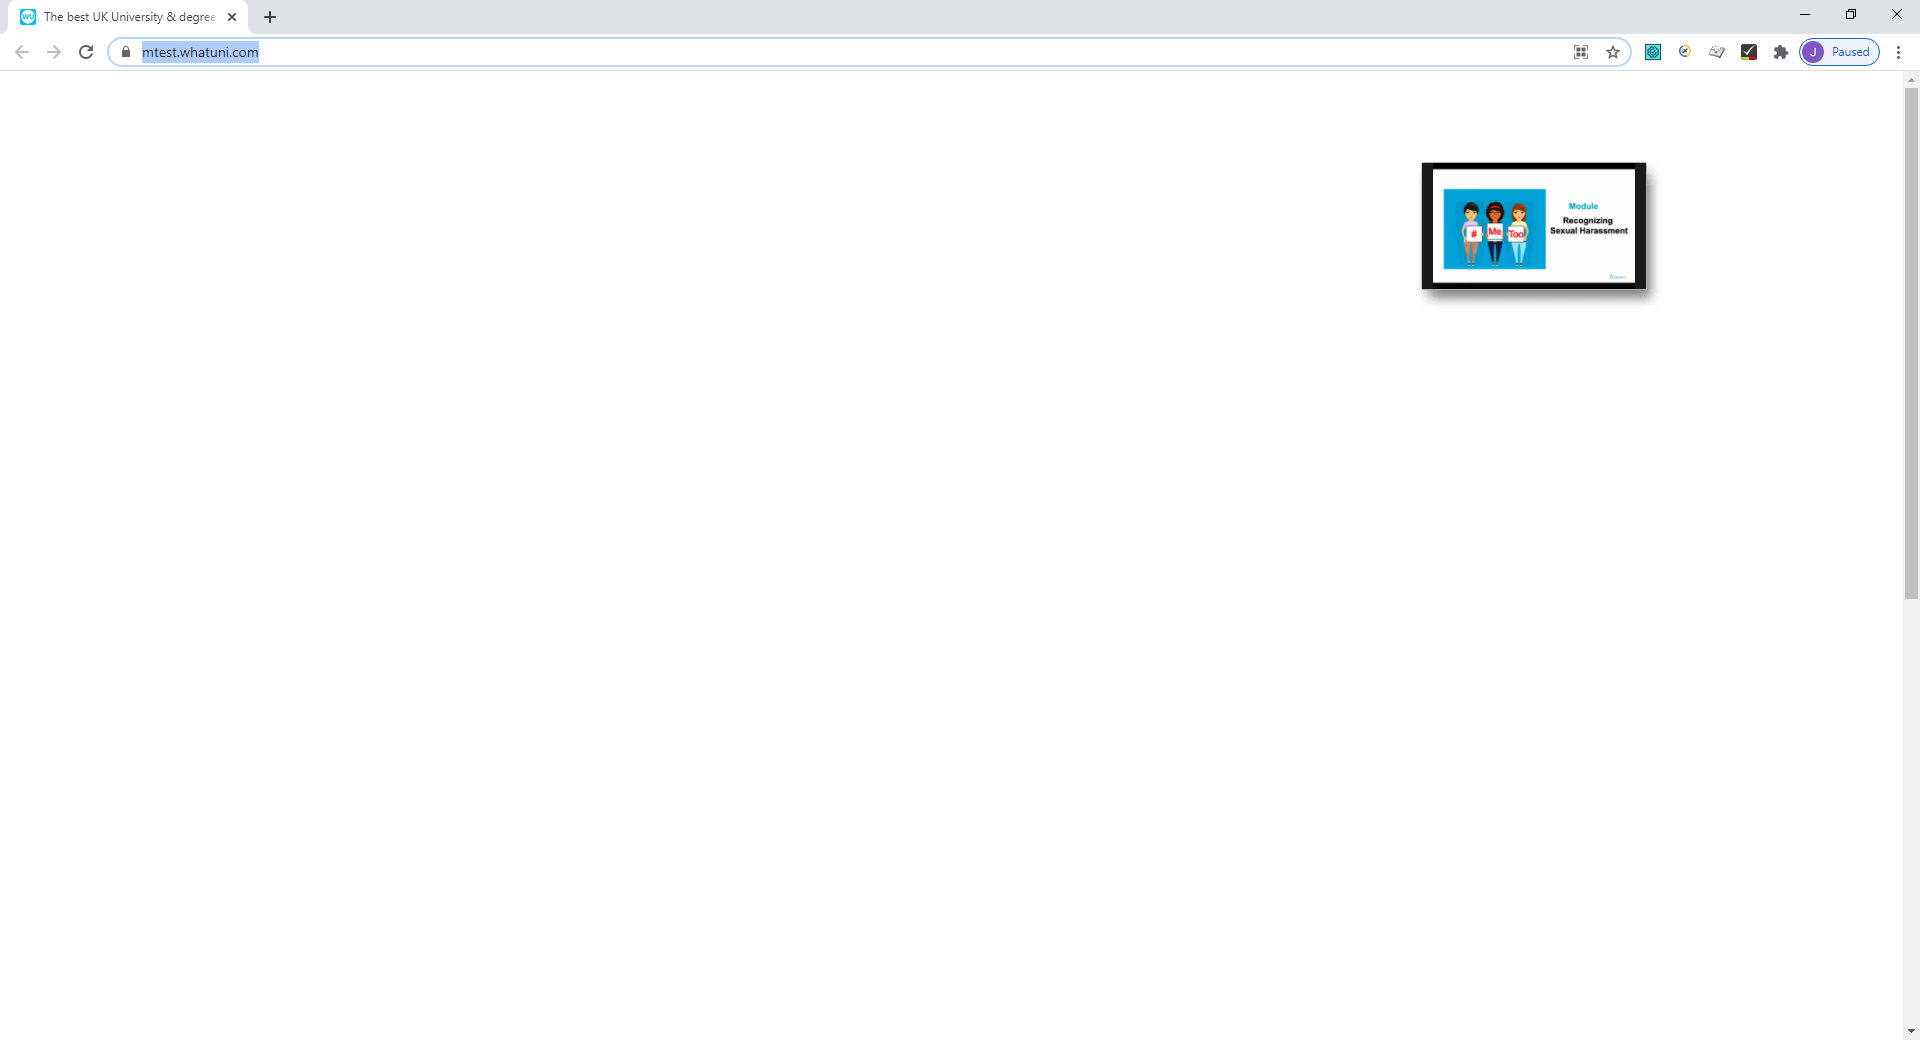 WU The best UK University & degree
mtest.whatuni.com
J Paused
Module
Recognizing
Sexual Harassment
# Me Too